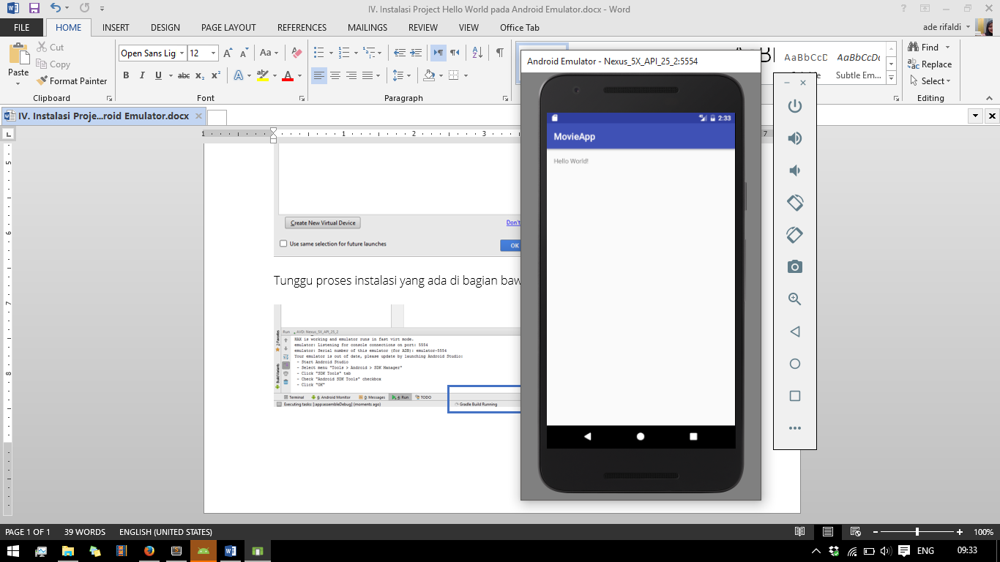 IV. Instalasi Project Hello World pada Android Emulator.docx - Word
FILE
HOME
INSERT
DESIGN
PAGE LAYOUT
REFERENCES
MAILINGS
REVIEW
VIEW
Office Tab
ade rifaldi
Paste
Cut
Copy
Format Painter
Clipboard
Open Sans Lig
12
Font
Paragraph
AaBbCcD
AaBbCcDc
Subtle Em...
Find
Replace
Select
Editing
IV. Instalasi Proje...roid Emulator.docx
Android Emulator - Nexus_5X_API_25_2:5554
2:33
MovieApp
Hello World!
Create New Virtual Device
Don't
Use same selection for future launches
OK
Tunggu proses instalasi yang ada di bagian baw
Run
AVD: Nexus_5X_API_25_2
HAX is working and emulator runs in fast virt mode.
emulator: Listening for console connections on port: 5554
emulator: Serial number of this emulator (for ADB): emulator-5554
Your emulator is out of date, please update by launching Android Studio:
- Start Android Studio
- Select menu "Tools > Android > SDK Manager"
- Click "SDK Tools" tab
- Check "Android SDK Tools" checkbox
- Click "OK"
2: Favorites
Build Variants
Terminal
6: Android Monitor
0: Messages
4: Run
TODO
Executing tasks: [:app:assembleDebug] (moments ago)
Gradle Build Running
PAGE 1 OF 1
39 WORDS
ENGLISH (UNITED STATES)
100%
ENG
09:33